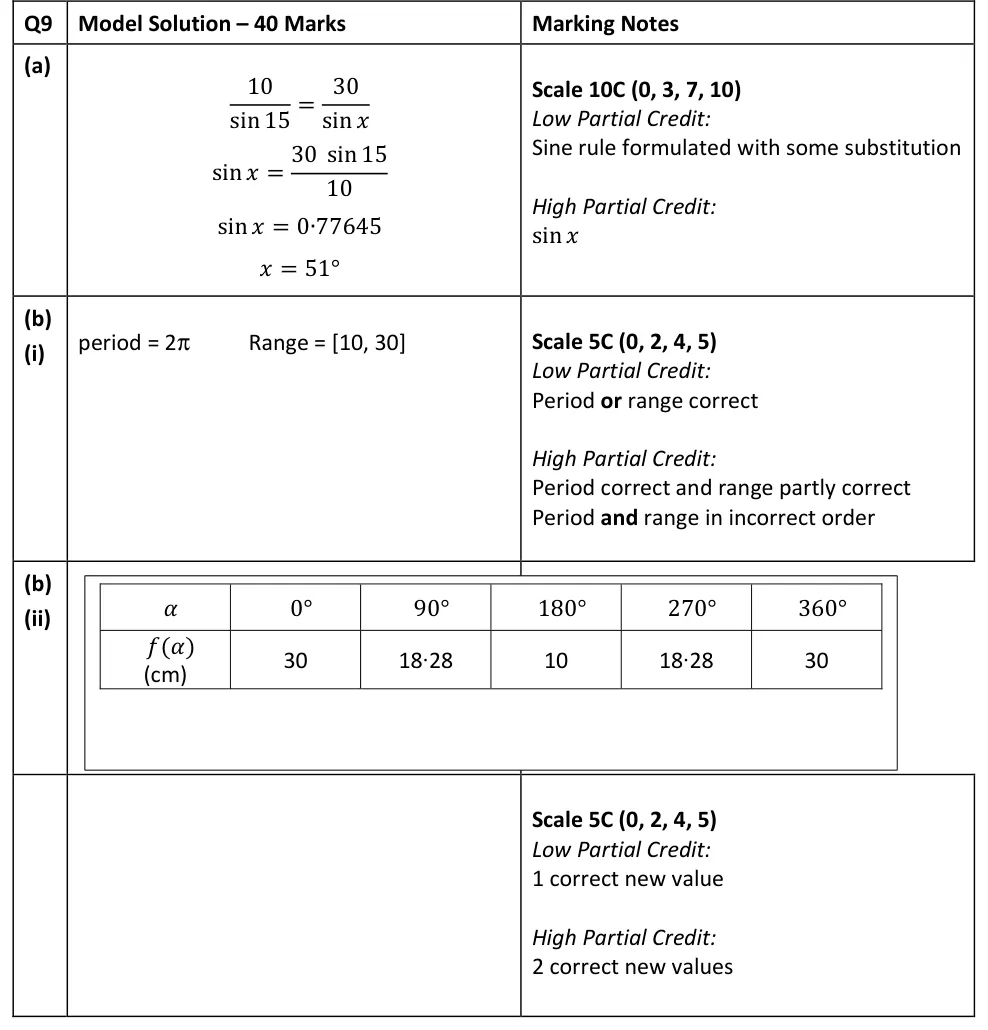 Q9 Model Solution – 40 Marks Marking Notes
(a)
10/sin 15 = 30/sin x
sin x = 30 sin 15/10
sin x = 0·77645
x = 51°
Scale 10C (0, 3, 7, 10)
Low Partial Credit:
Sine rule formulated with some substitution
High Partial Credit:
sin x
(b)
(i)
period = 2π Range = [10, 30]
Scale 5C (0, 2, 4, 5)
Low Partial Credit:
Period or range correct
High Partial Credit:
Period correct and range partly correct
Period and range in incorrect order
(b)
(ii)
α 0° 90° 180° 270° 360°
f(α)
(cm) 30 18·28 10 18·28 30
Scale 5C (0, 2, 4, 5)
Low Partial Credit:
1 correct new value
High Partial Credit:
2 correct new values